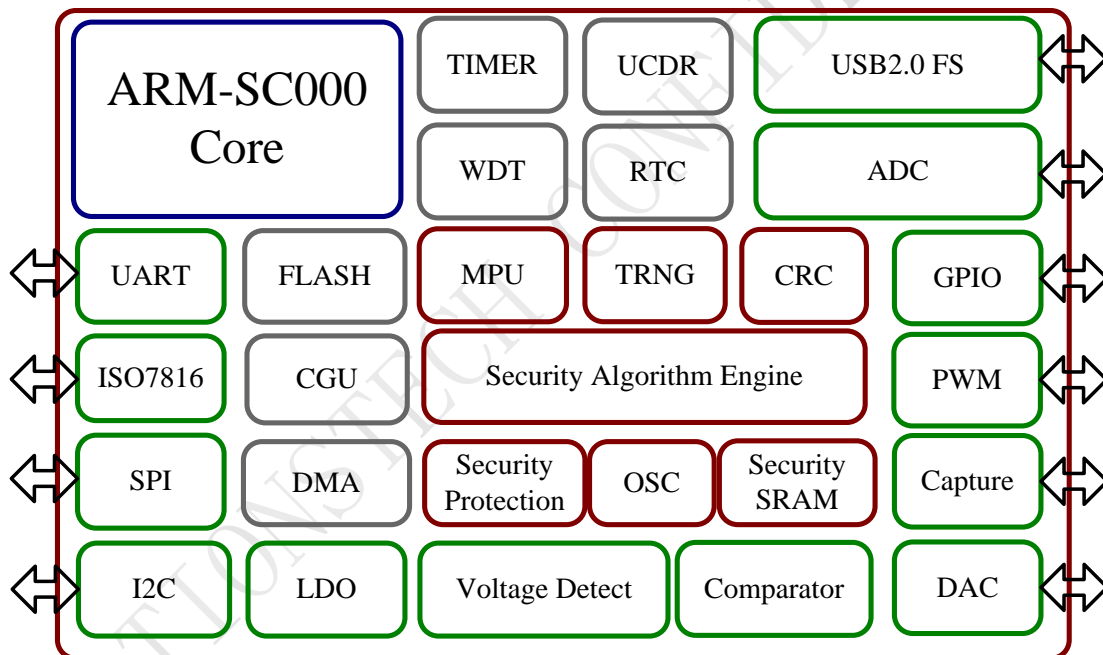 ARM-SC000
Core
TIMER
UCDR
USB2.0 FS
WDT
RTC
ADC
UART
FLASH
MPU
TRNG
CRC
GPIO
ISO7816
CGU
Security Algorithm Engine
PWM
SPI
DMA
Security
Protection
OSC
Security
SRAM
Capture
I2C
LDO
Voltage Detect
Comparator
DAC